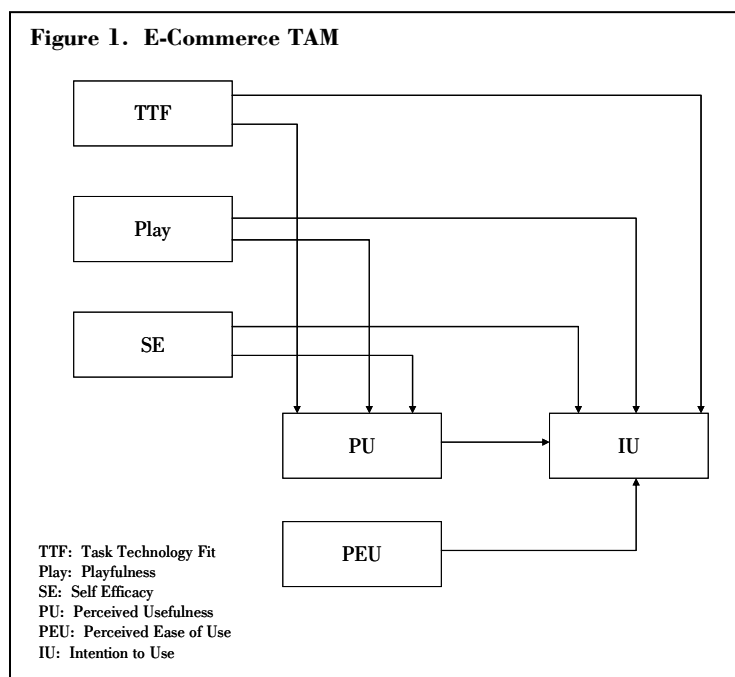 Figure 1. E-Commerce TAM
TTF
Play
SE
PU
IU
PEU
TTF: Task Technology Fit
Play: Playfulness
SE: Self Efficacy
PU: Perceived Usefulness
PEU: Perceived Ease of Use
IU: Intention to Use